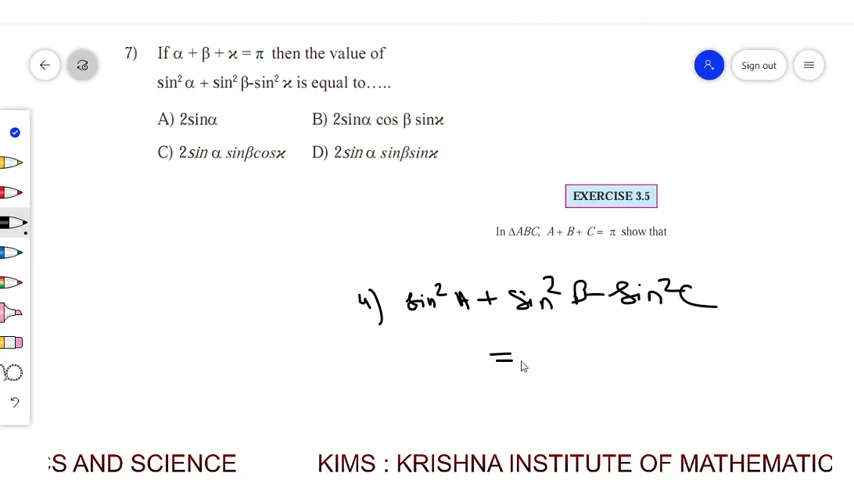 7) If α + β + ϰ = π then the value of
sin² α + sin² β-sin² ϰ is equal to…..
A) 2sinα B) 2sinα cos β sinϰ
C) 2sin α sinβcosϰ D) 2sin α sinβsinϰ
Sign out
EXERCISE 3.5
In ΔABC, A + B + C = π show that
4) sin² A + sin² B - sin² C
=
CS AND SCIENCE KIMS : KRISHNA INSTITUTE OF MATHEMATIC